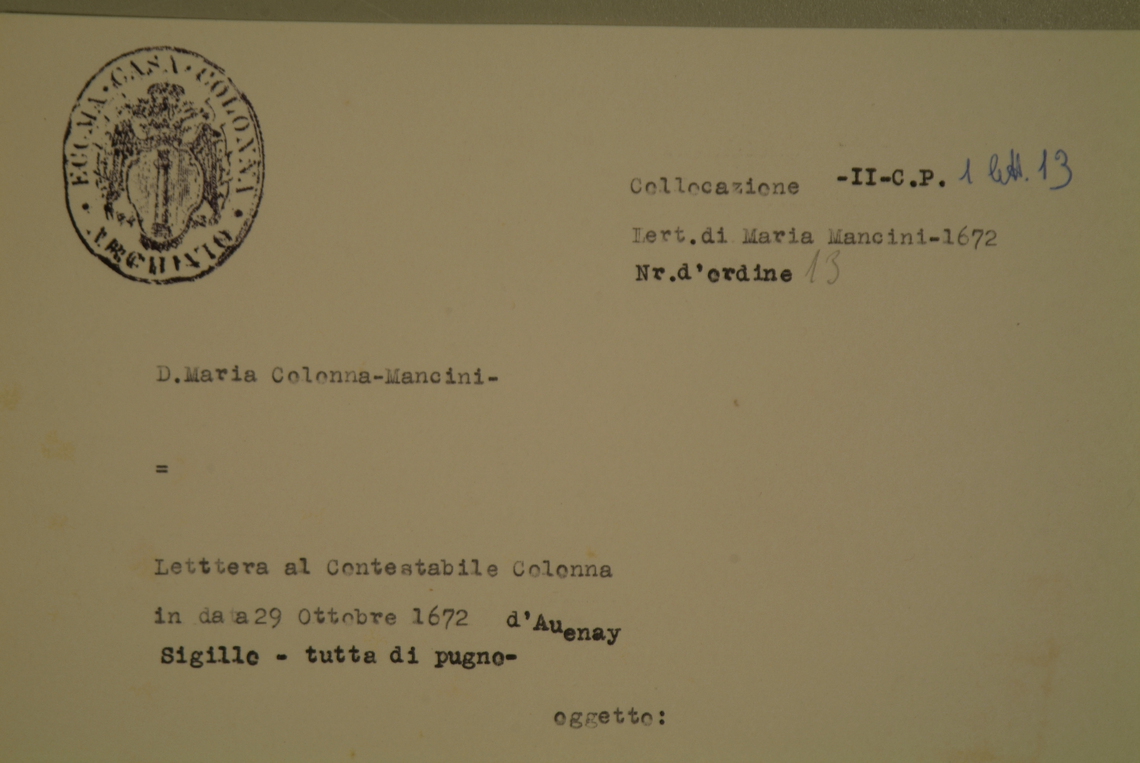 ECC.MA · CASA · COLONNA · ARCHIVIO ·
Collocazione -II-C.P. 1 lett. 13
Lert.di Maria Mancini-1672
Nr.d'ordine 13
D.Maria Colonna-Mancini-
=
Letttera al Contestabile Colonna
in data 29 Ottobre 1672 d'Auenay
Sigillo - tutta di pugno-
oggetto: